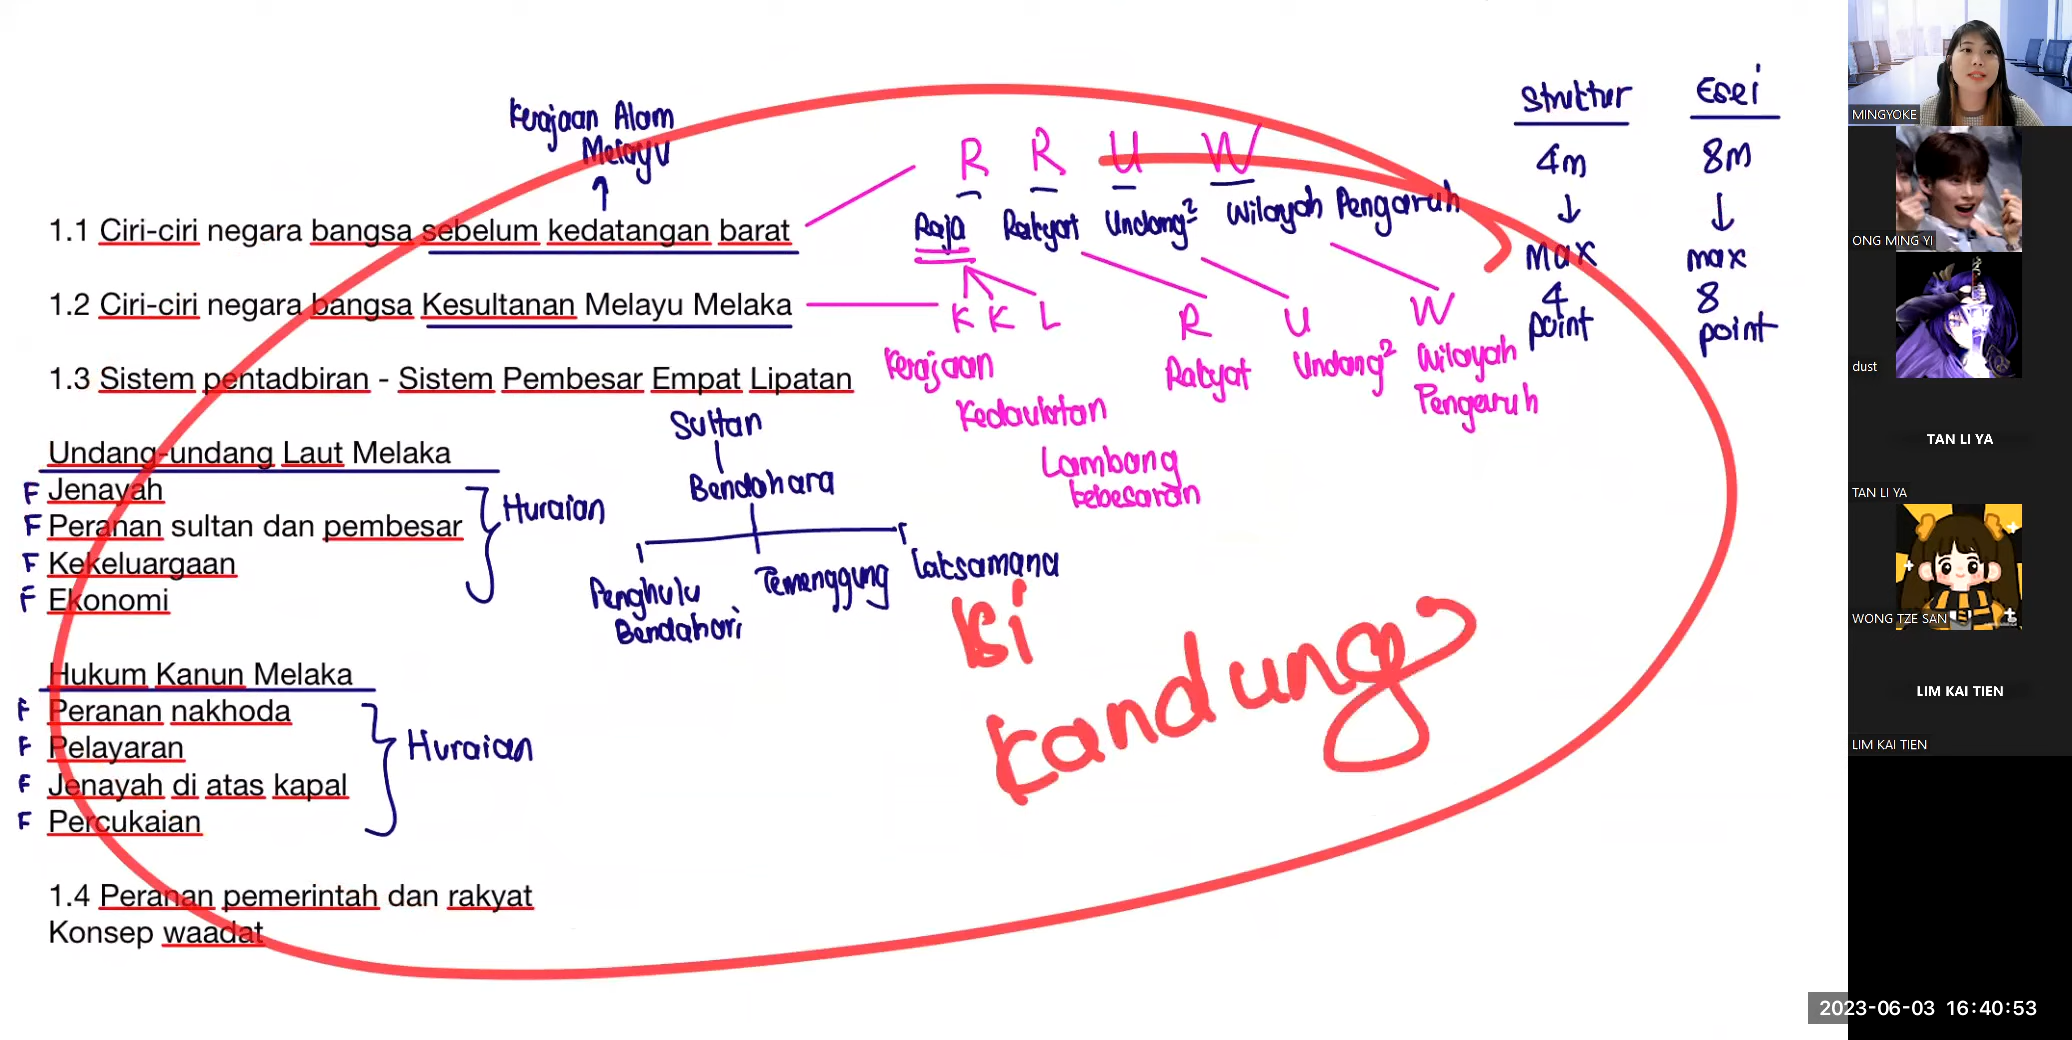 Kerajaan Alam
Melayu
R R U W
Raja Rakyat Undang² Wilayah Pengaruh
1.1 Ciri-ciri negara bangsa sebelum kedatangan barat
1.2 Ciri-ciri negara bangsa Kesultanan Melayu Melaka
K K L R U W
Kerajaan
Kedaulatan
Lambang
kebesaran
Rakyat
Undang²
Wilayah
Pengaruh
Struktur
4m
↓
Max
4
point
Esei
8m
↓
max
8
point
1.3 Sistem pentadbiran - Sistem Pembesar Empat Lipatan
Sultan
Bendahara
Penghulu
Bendahari
Temenggung
Laksamana
Undang-undang Laut Melaka
F Jenayah
F Peranan sultan dan pembesar
F Kekeluargaan
F Ekonomi
Huraian
Hukum Kanun Melaka
F Peranan nakhoda
F Pelayaran
F Jenayah di atas kapal
F Percukaian
Huraian
isi
kandung
1.4 Peranan pemerintah dan rakyat
Konsep waadat
MINGYOKE
ONG MING YI
dust
TAN LI YA
TAN LI YA
WONG TZE SAN
LIM KAI TIEN
LIM KAI TIEN
2023-06-03 16:40:53